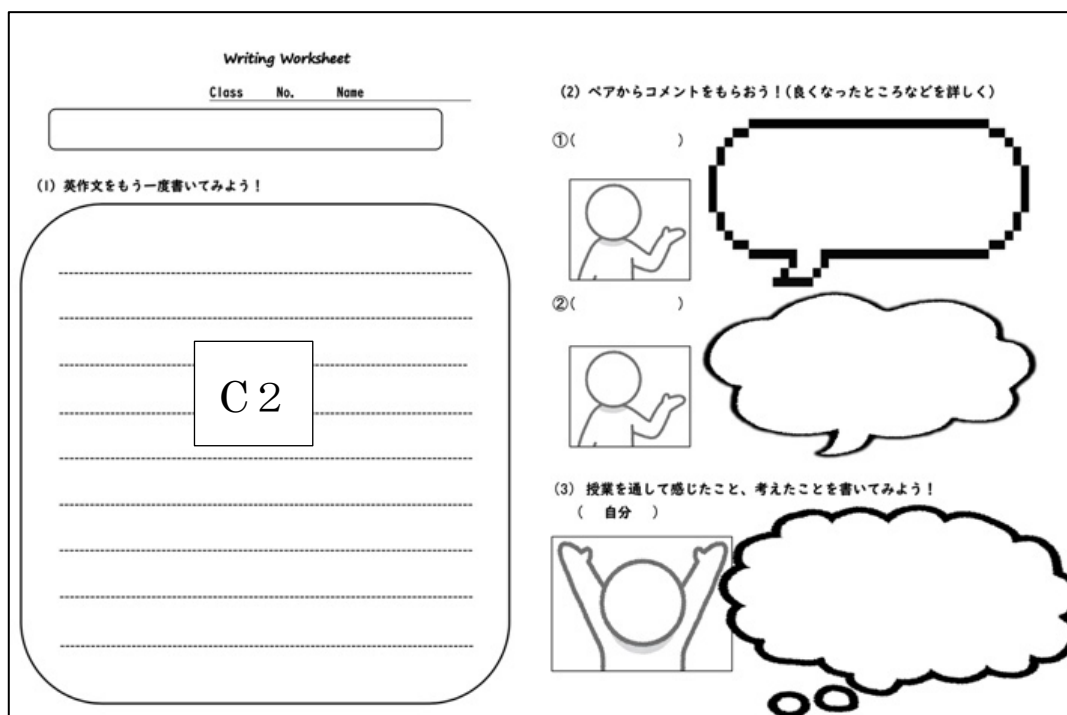 Writing Worksheet
Class No. Name
(1) 英作文をもう一度書いてみよう!
C2
(2) ペアからコメントをもらおう!(良くなったところなどを詳しく)
①( )
②( )
(3) 授業を通して感じたこと、考えたことを書いてみよう!
( 自分 )